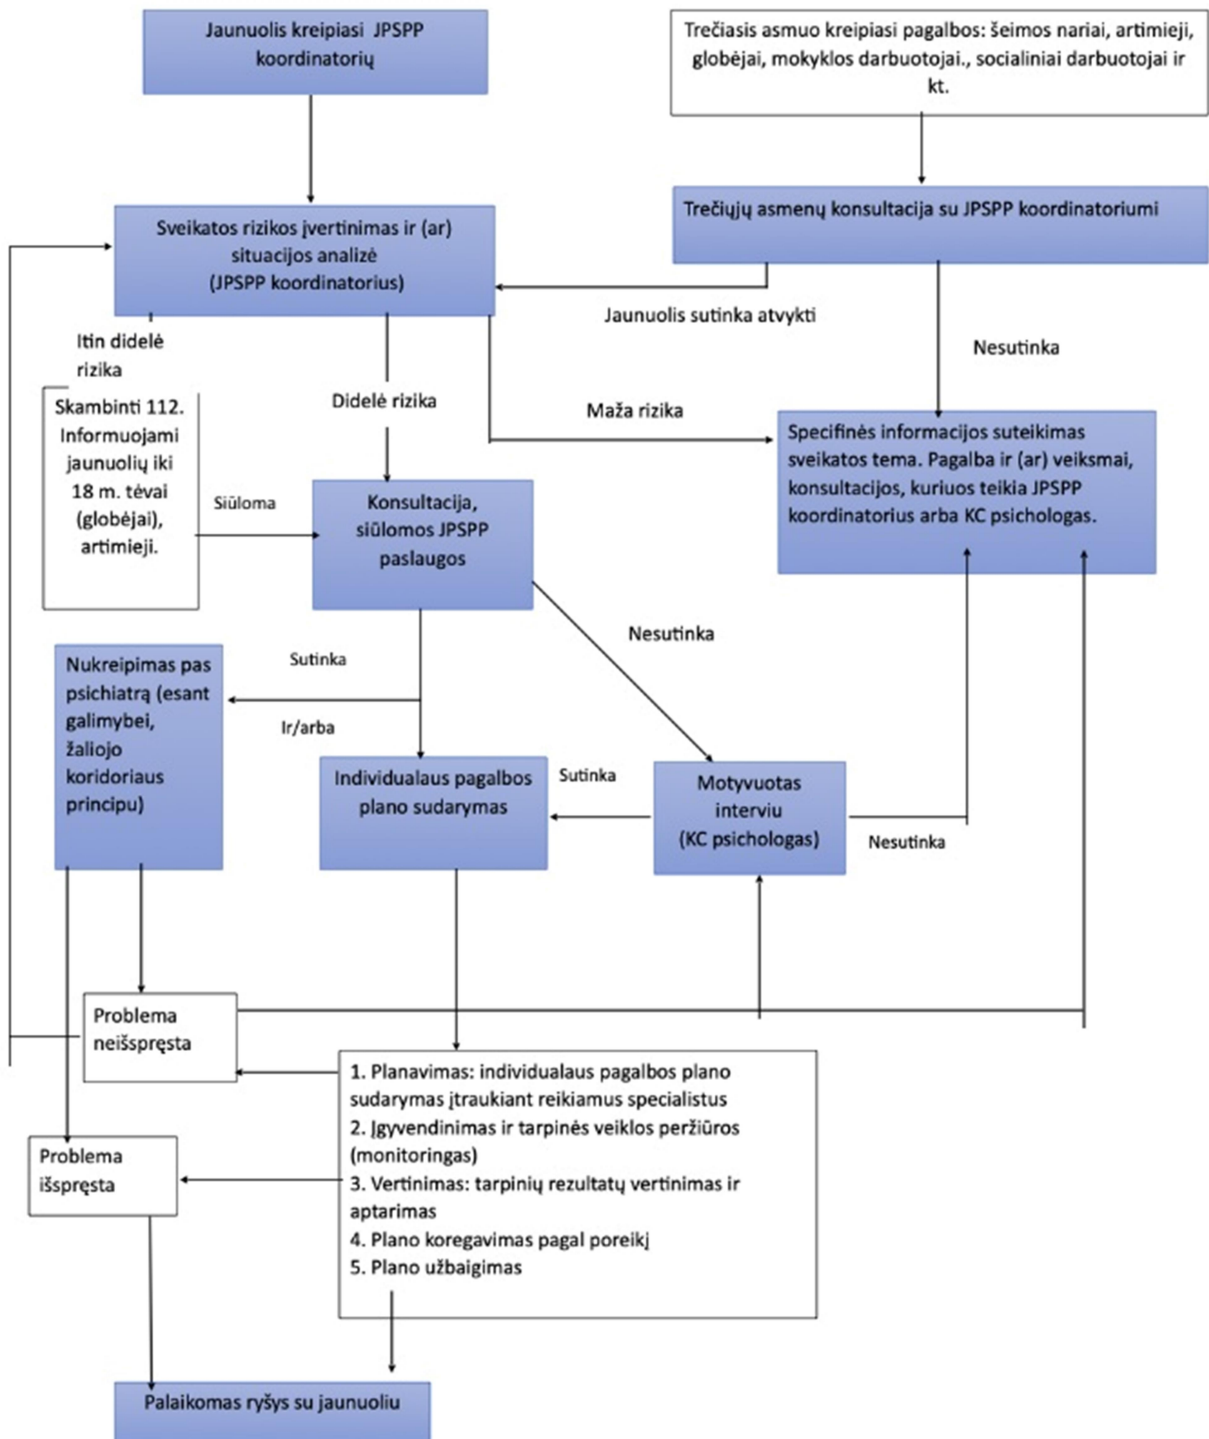 Jaunuolis kreipiasi JPSPP
koordinatorių
Trečiasis asmuo kreipiasi pagalbos: šeimos nariai, artimieji,
globėjai, mokyklos darbuotojai., socialiniai darbuotojai ir
kt.
Trečiųjų asmenų konsultacija su JPSPP koordinatoriumi
Sveikatos rizikos įvertinimas ir (ar)
situacijos analizė
(JPSPP koordinatorius)
Jaunuolis sutinka atvykti
Nesutinka
Itin didelė
rizika
Didelė rizika
Maža rizika
Skambinti 112.
Informuojami
jaunuolių iki
18 m. tėvai
(globėjai),
artimieji.
Siūloma
Konsultacija,
siūlomos JPSPP
paslaugos
Specifinės informacijos suteikimas
sveikatos tema. Pagalba ir (ar) veiksmai,
konsultacijos, kuriuos teikia JPSPP
koordinatorius arba KC psichologas.
Nesutinka
Sutinka
Ir/arba
Nukreipimas pas
psichiatrą (esant
galimybei,
žaliojo
koridoriaus
principu)
Individualaus pagalbos
plano sudarymas
Sutinka
Motyvuotas
interviu
(KC psichologas)
Nesutinka
Problema
neišspręsta
1. Planavimas: individualaus pagalbos plano
sudarymas įtraukiant reikiamus specialistus
2. Įgyvendinimas ir tarpinės veiklos peržiūros
(monitoringas)
3. Vertinimas: tarpinių rezultatų vertinimas ir
aptarimas
4. Plano koregavimas pagal poreikį
5. Plano užbaigimas
Problema
išspręsta
Palaikomas ryšys su jaunuoliu